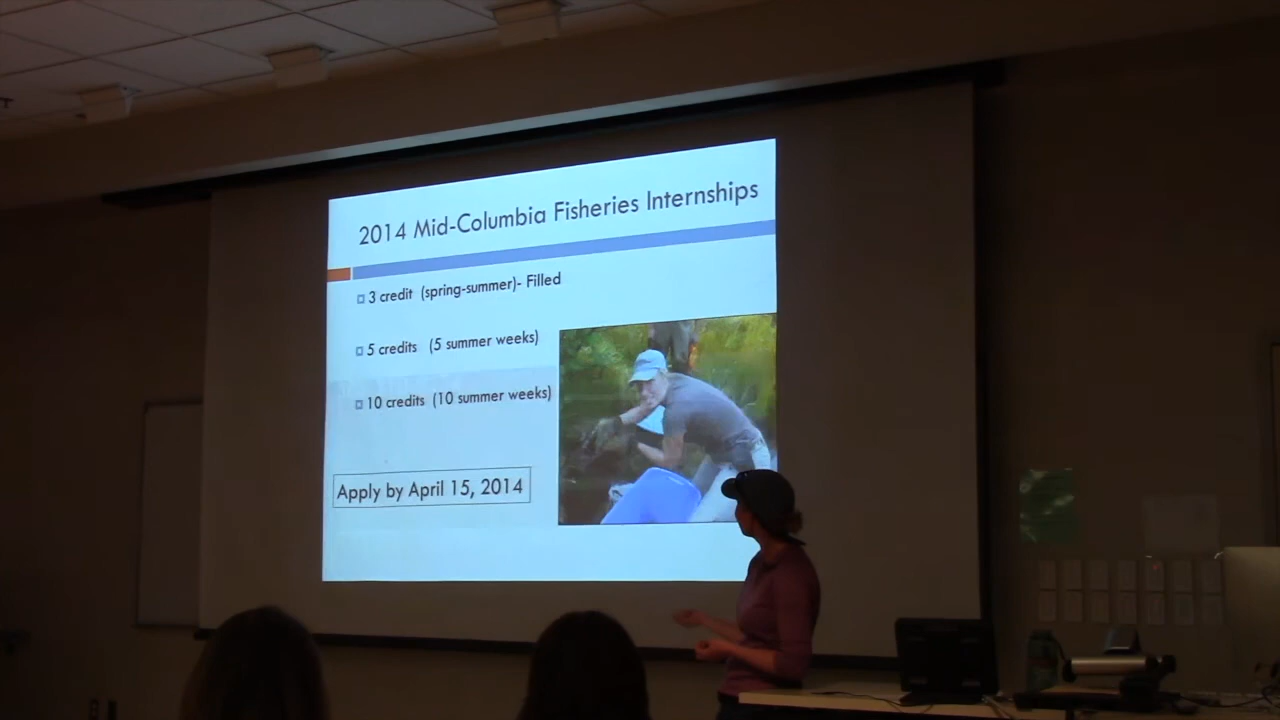 2014 Mid-Columbia Fisheries Internships
3 credit (spring-summer)- Filled
5 credits (5 summer weeks)
10 credits (10 summer weeks)
Apply by April 15, 2014